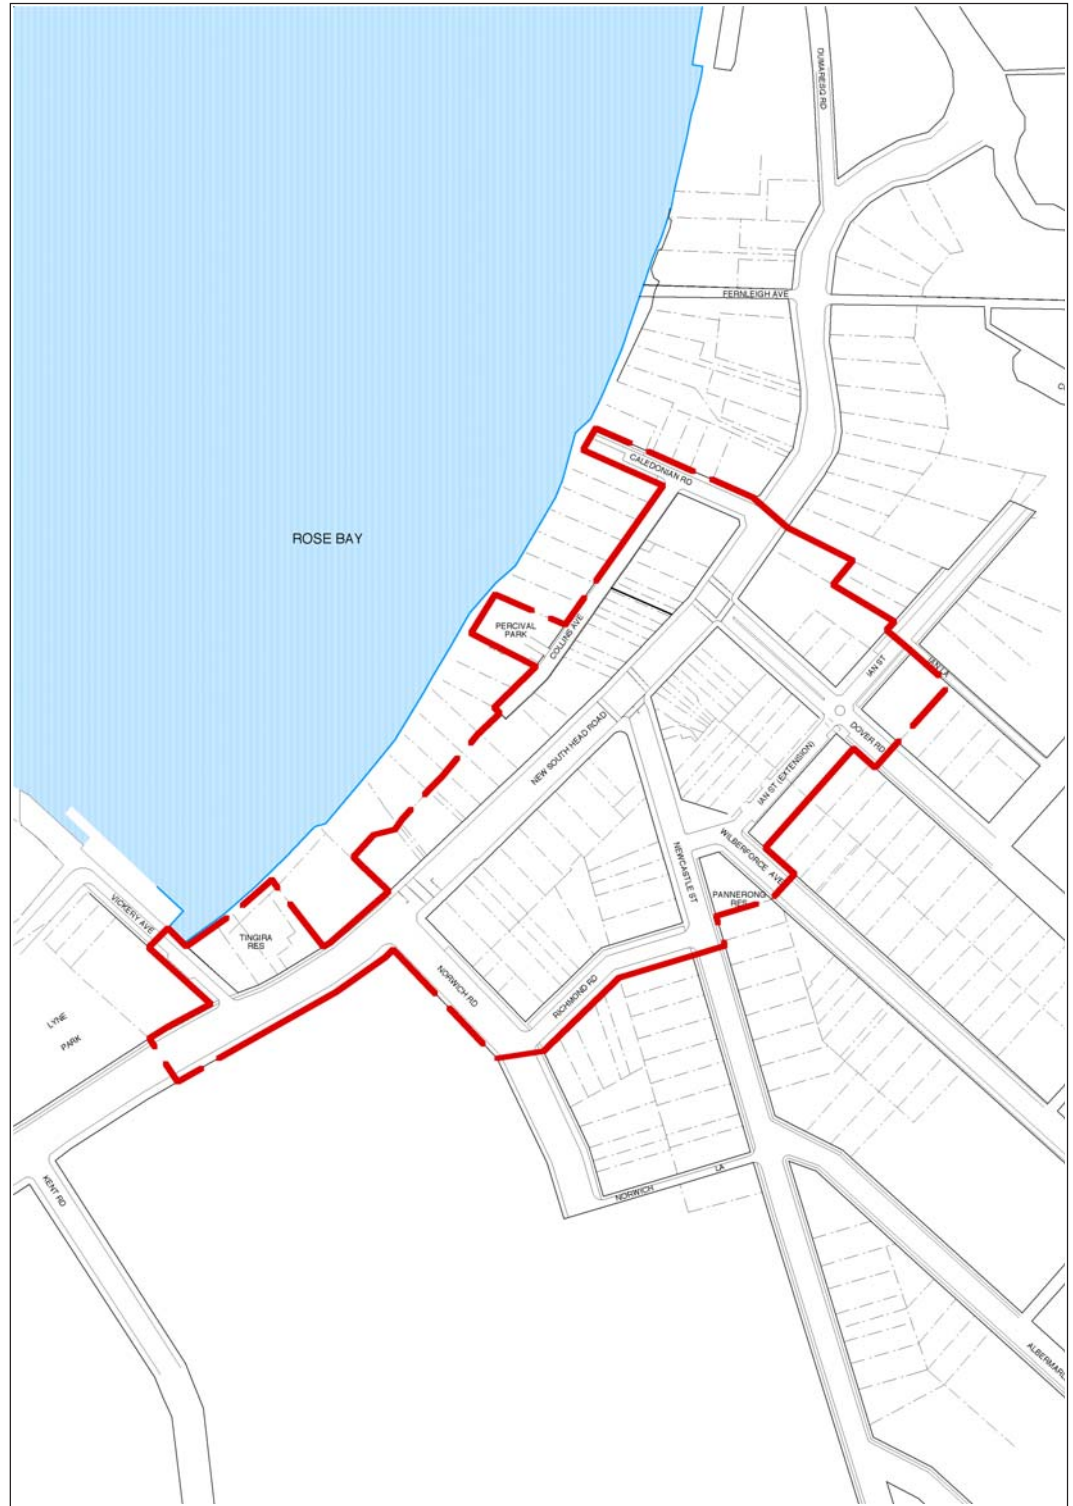 DUMARESQ RD
FERNLEIGH AVE
CALEDONIAN RD
ROSE BAY
PERCIVAL
PARK
COLLINS AVE
IAN ST
IAN LA
NEW SOUTH HEAD ROAD
DOVER RD
IAN ST (EXTENSION)
WILBERFORCE AVE
NEWCASTLE ST
PANNERONG
RES
VICKERY AVE
TINGIRA
RES
NORWICH RD
RICHMOND RD
LYNE
PARK
KENT RD
NORWICH LA
ALBERMARL